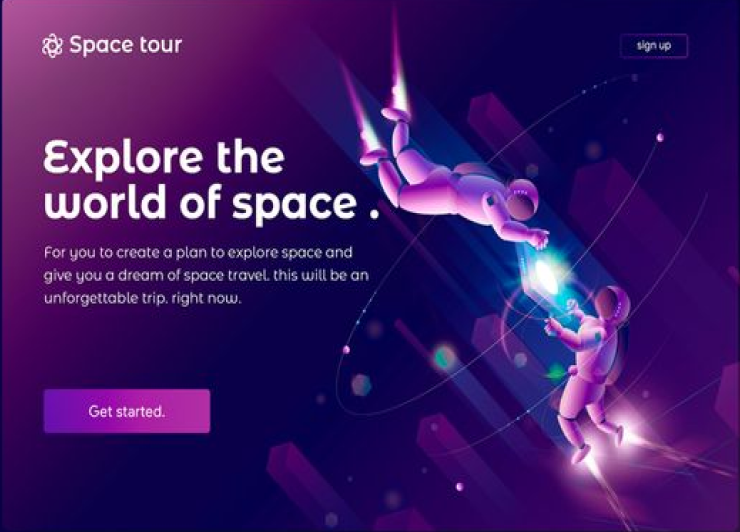 Space tour
sign up
Explore the
world of space .
For you to create a plan to explore space and
give you a dream of space travel. this will be an
unforgettable trip. right now.
Get started.